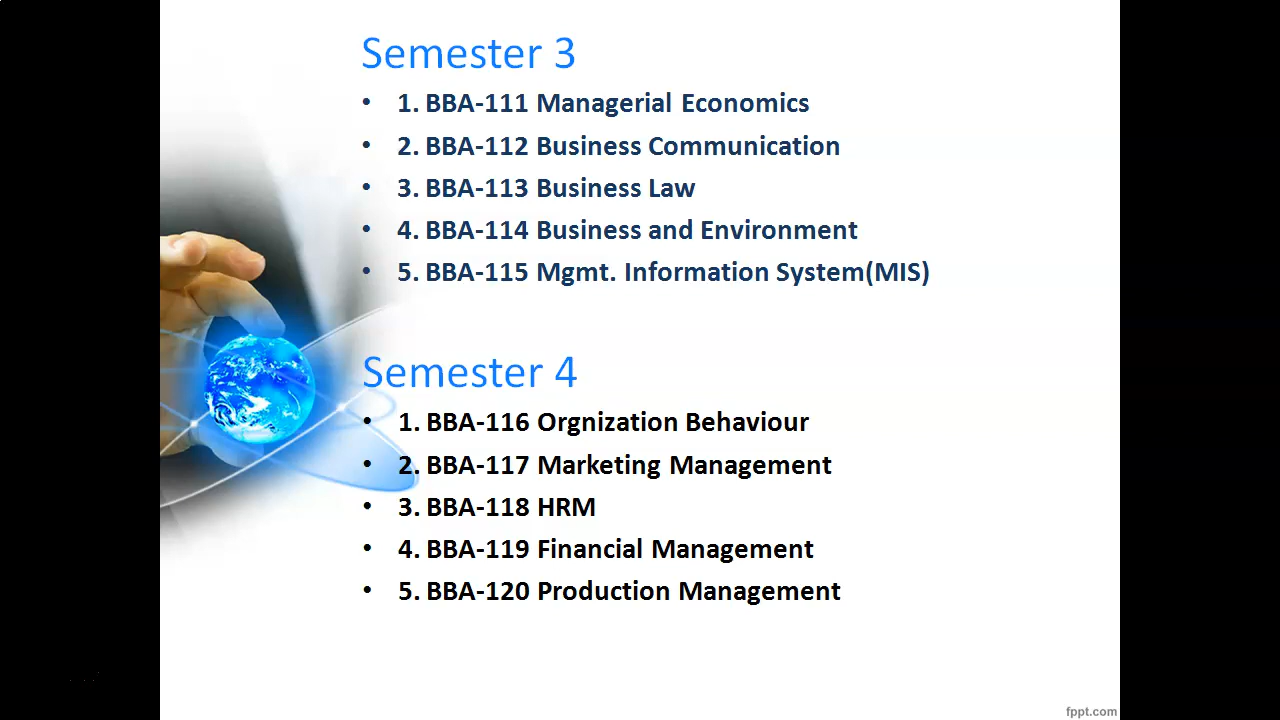 Semester 3
• 1. BBA-111 Managerial Economics
• 2. BBA-112 Business Communication
• 3. BBA-113 Business Law
• 4. BBA-114 Business and Environment
• 5. BBA-115 Mgmt. Information System(MIS)
Semester 4
• 1. BBA-116 Orgnization Behaviour
• 2. BBA-117 Marketing Management
• 3. BBA-118 HRM
• 4. BBA-119 Financial Management
• 5. BBA-120 Production Management
fppt.com